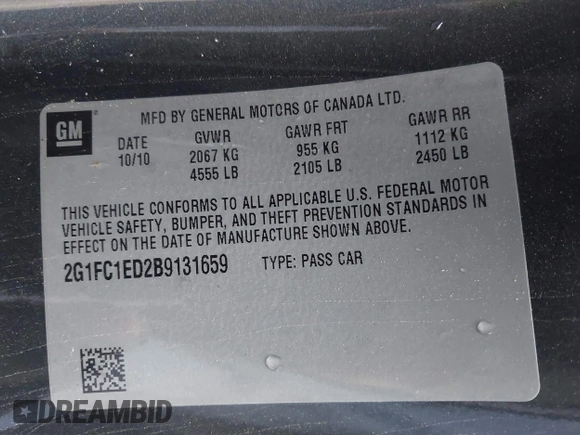 GM
MFD BY GENERAL MOTORS OF CANADA LTD.
DATE GVWR GAWR FRT GAWR RR
10/10 2067 KG 955 KG 1112 KG
4555 LB 2105 LB 2450 LB
THIS VEHICLE CONFORMS TO ALL APPLICABLE U.S. FEDERAL MOTOR
VEHICLE SAFETY, BUMPER, AND THEFT PREVENTION STANDARDS IN
EFFECT ON THE DATE OF MANUFACTURE SHOWN ABOVE.
2G1FC1ED2B9131659 TYPE: PASS CAR
DREAMBID